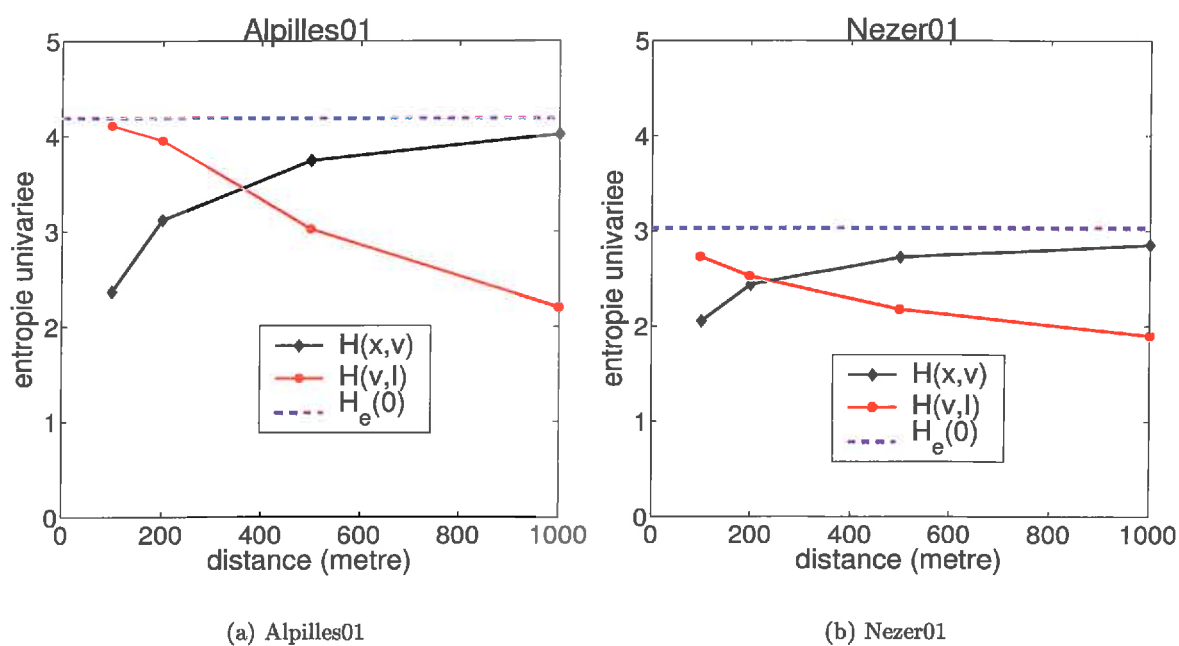 Alpilles01
5
4
3
2
1
0
entropie univariee
H(x,v)
H(v,l)
H_e(0)
0 200 400 600 800 1000
distance (metre)
(a) Alpilles01
Nezer01
5
4
3
2
1
0
entropie univariee
H(x,v)
H(v,l)
H_e(0)
0 200 400 600 800 1000
distance (metre)
(b) Nezer01